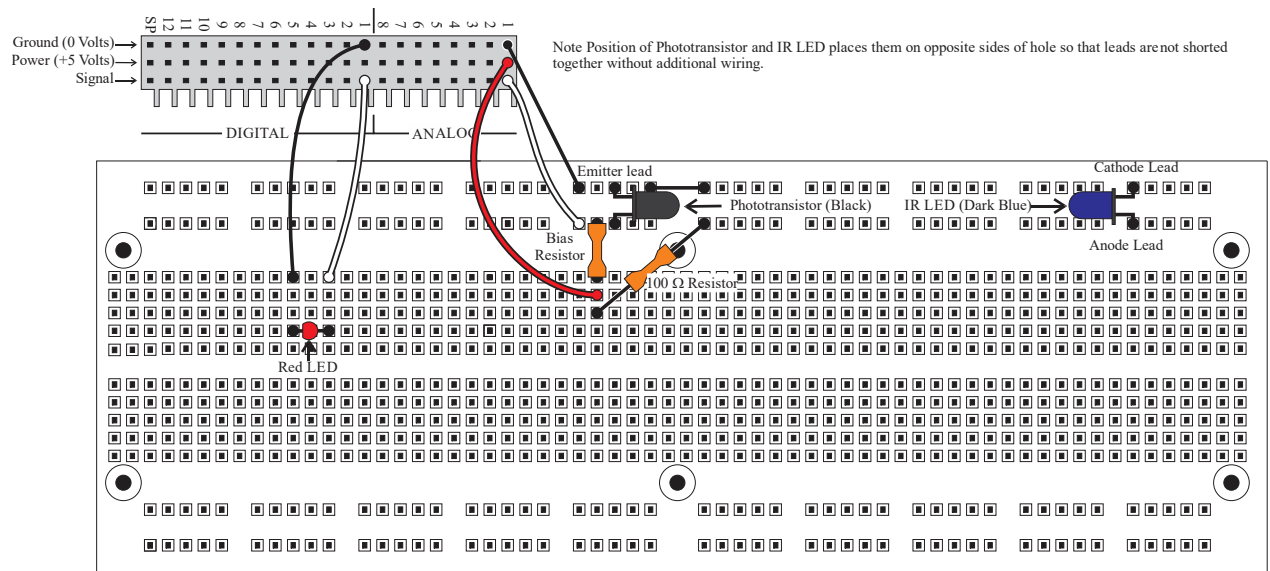 SP 12 11 10 9 8 7 6 5 4 3 2 1 8 7 6 5 4 3 2 1
Ground (0 Volts)
Power (+5 Volts)
Signal
Note Position of Phototransistor and IR LED places them on opposite sides of hole so that leads are not shorted
together without additional wiring.
DIGITAL
ANALOG
Emitter lead
Cathode Lead
Phototransistor (Black)
IR LED (Dark Blue)
Bias
Resistor
Anode Lead
100 Ω Resistor
Red LED